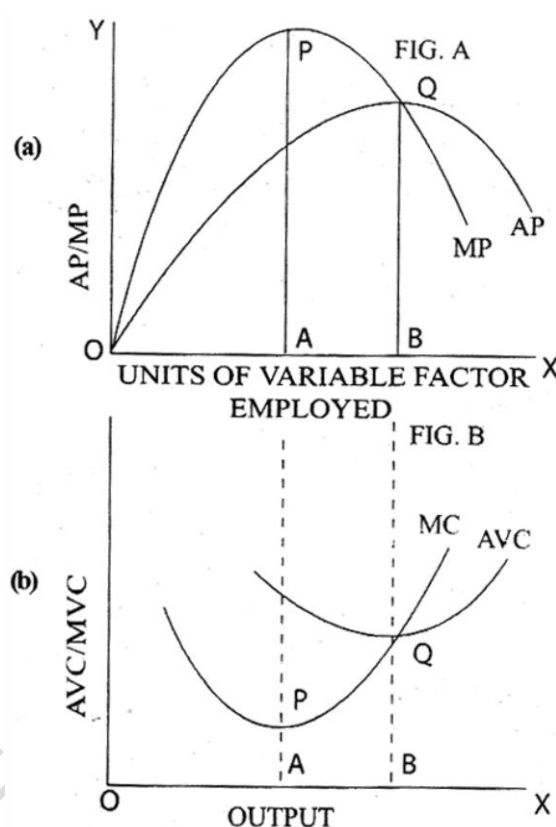 Y
P
FIG. A
Q
(a)
AP/MP
MP
AP
O
A
B
X
UNITS OF VARIABLE FACTOR
EMPLOYED
FIG. B
MC
AVC
(b)
AVC/MVC
Q
P
A
B
O
OUTPUT
X